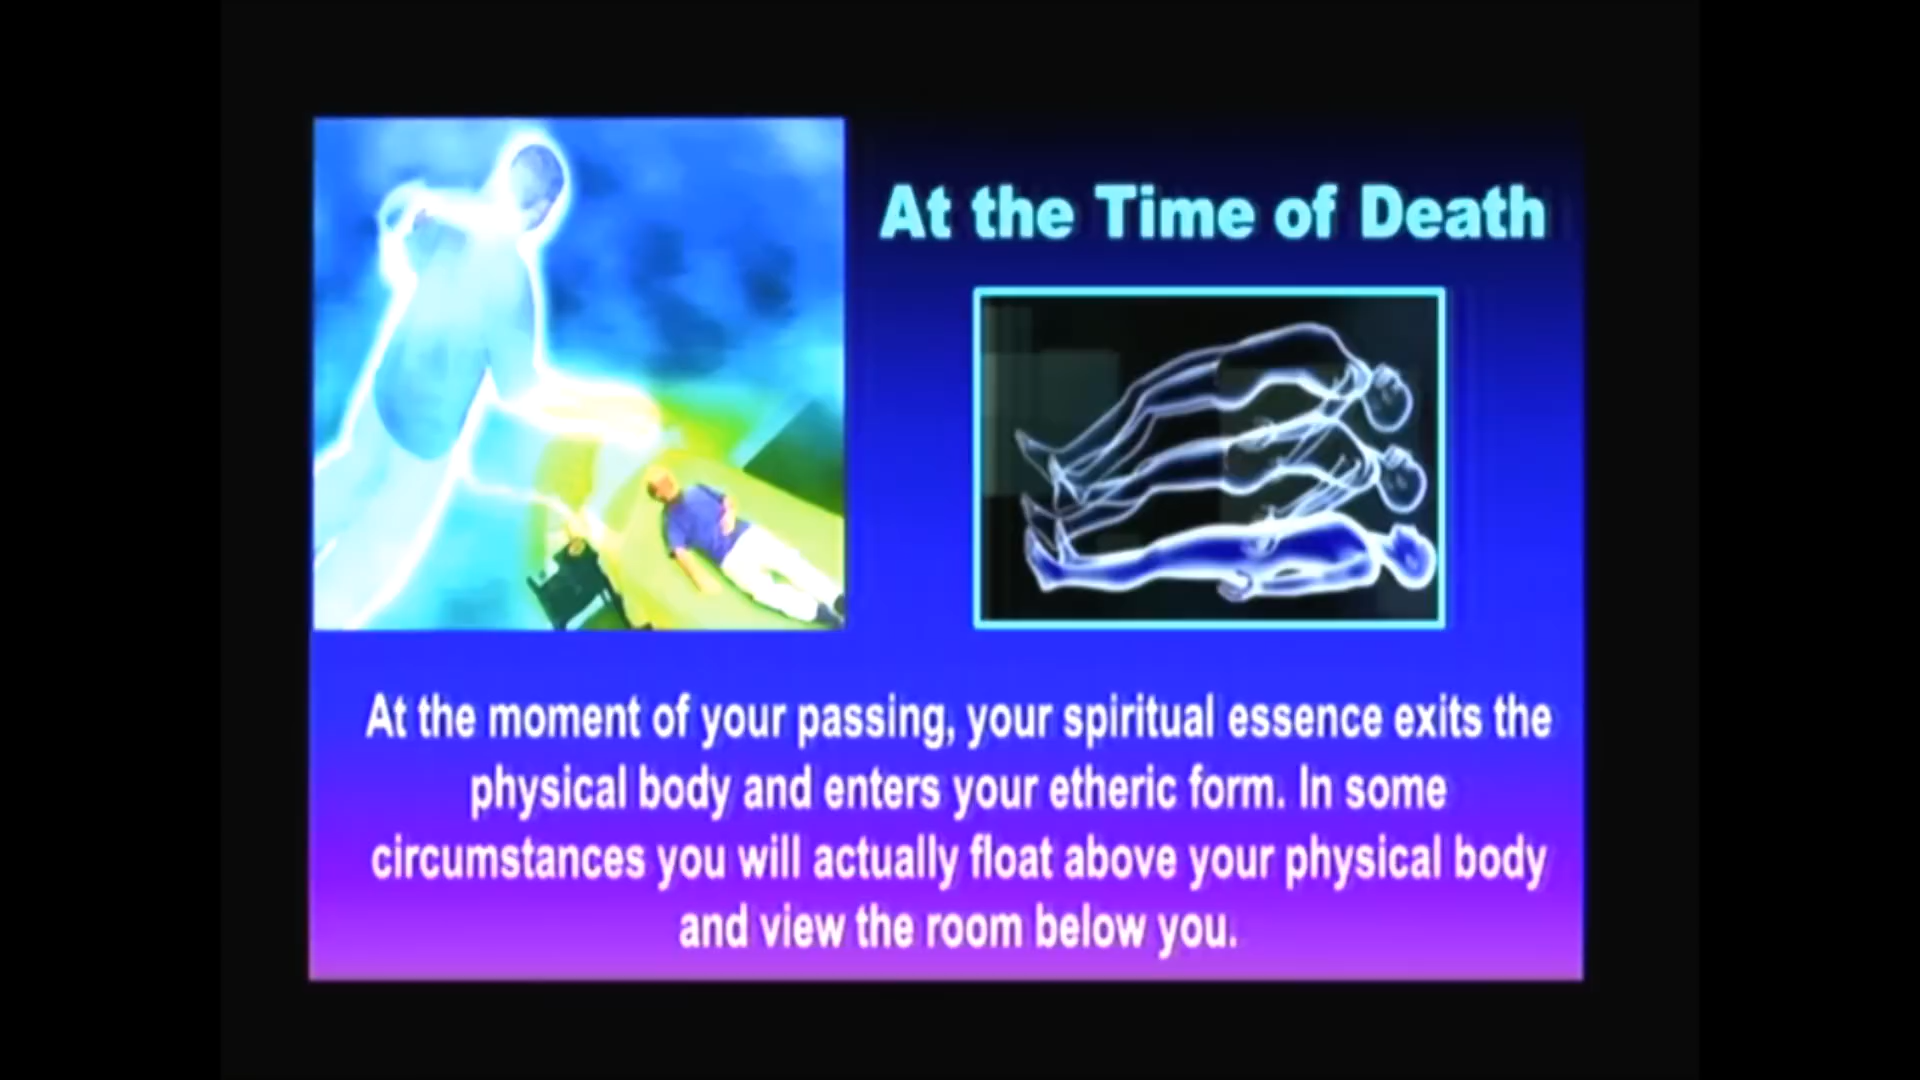 At the Time of Death
At the moment of your passing, your spiritual essence exits the
physical body and enters your etheric form. In some
circumstances you will actually float above your physical body
and view the room below you.